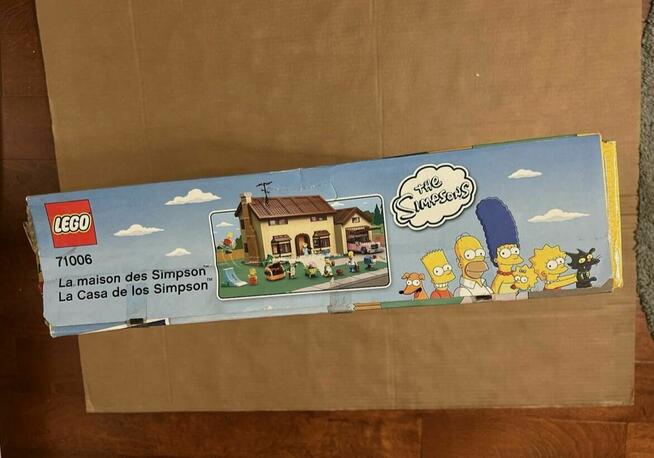 LEGO
71006
La maison des Simpson™
La Casa de los Simpson™
THE
SIMPSONS